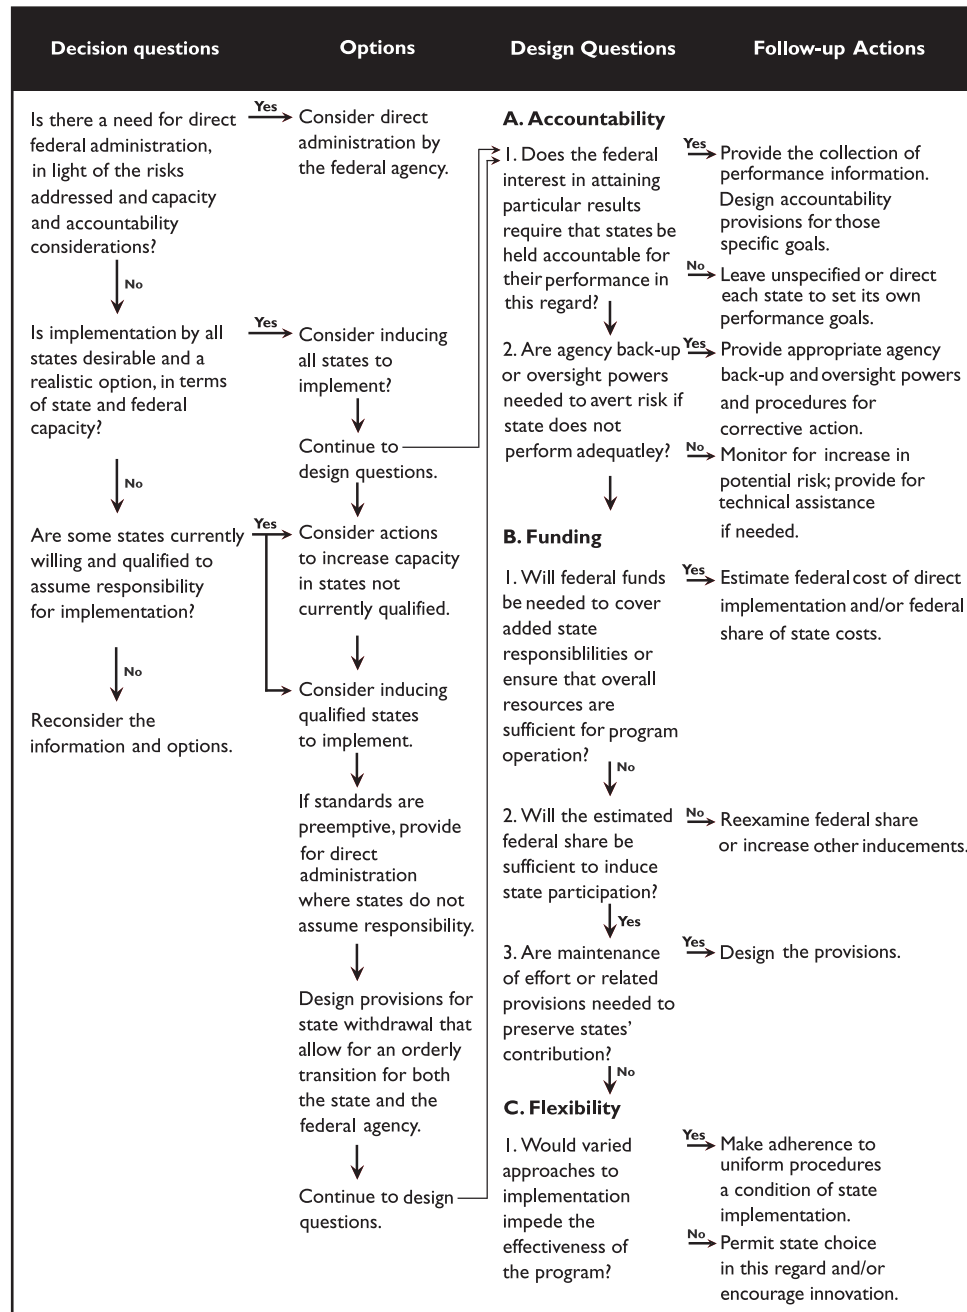 Decision questions
Options
Design Questions
Follow-up Actions
Is there a need for direct
federal administration,
in light of the risks
addressed and capacity
and accountability
considerations?
Yes
Consider direct
administration by
the federal agency.
No
Is implementation by all
states desirable and a
realistic option, in terms
of state and federal
capacity?
Yes
Consider inducing
all states to
implement?
Continue to
design questions.
No
Are some states currently
willing and qualified to
assume responsibility
for implementation?
Yes
Consider actions
to increase capacity
in states not
currently qualified.
No
Reconsider the
information and options.
Consider inducing
qualified states
to implement.
If standards are
preemptive, provide
for direct
administration
where states do not
assume responsibility.
Design provisions for
state withdrawal that
allow for an orderly
transition for both
the state and the
federal agency.
Continue to design
questions.
A. Accountability
1. Does the federal
interest in attaining
particular results
require that states be
held accountable for
their performance in
this regard?
Yes
Provide the collection of
performance information.
Design accountability
provisions for those
specific goals.
No
Leave unspecified or direct
each state to set its own
performance goals.
2. Are agency back-up
or oversight powers
needed to avert risk if
state does not
perform adequatley?
Yes
Provide appropriate agency
back-up and oversight powers
and procedures for
corrective action.
No
Monitor for increase in
potential risk; provide for
technical assistance
if needed.
B. Funding
1. Will federal funds
be needed to cover
added state
responsiblilities or
ensure that overall
resources are
sufficient for program
operation?
Yes
Estimate federal cost of direct
implementation and/or federal
share of state costs.
No
2. Will the estimated
federal share be
sufficient to induce
state participation?
No
Reexamine federal share
or increase other inducements.
Yes
3. Are maintenance
of effort or related
provisions needed to
preserve states'
contribution?
Yes
Design the provisions.
No
C. Flexibility
1. Would varied
approaches to
implementation
impede the
effectiveness of
the program?
Yes
Make adherence to
uniform procedures
a condition of state
implementation.
No
Permit state choice
in this regard and/or
encourage innovation.